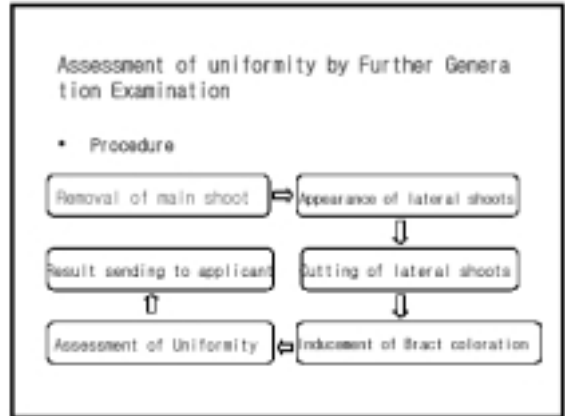 Assessment of uniformity by Further Genera
tion Examination
• Procedure
Removal of main shoot
Appearance of lateral shoots
Result sending to applicant
Cutting of lateral shoots
Assessment of Uniformity
Inducement of Bract coloration